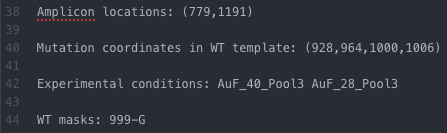 38 Amplicon locations: (779,1191)
39
40 Mutation coordinates in WT template: (928,964,1000,1006)
41
42 Experimental conditions: AuF_40_Pool3 AuF_28_Pool3
43
44 WT masks: 999-G